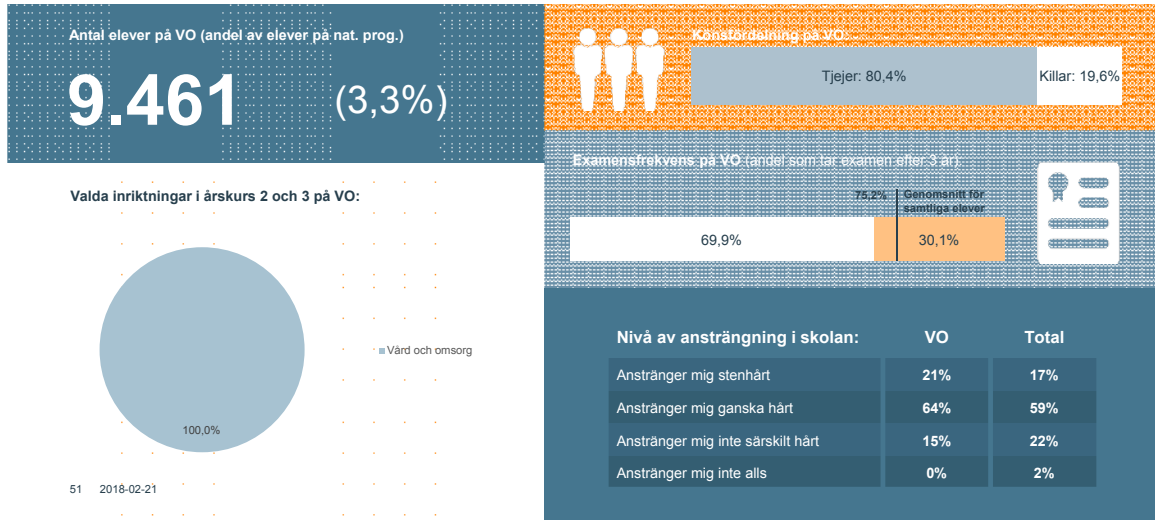 Antal elever på VO (andel av elever på nat. prog.)
9.461 (3,3%)
Valda inriktningar i årskurs 2 och 3 på VO:
Vård och omsorg
100,0%
51 2018-02-21
Könsfördelning på VO:
Tjejer: 80,4% Killar: 19,6%
Examensfrekvens på VO (andel som tar examen efter 3 år):
75,2% Genomsnitt för
samtliga elever
69,9% 30,1%
Nivå av ansträngning i skolan: VO Total
Anstränger mig stenhårt 21% 17%
Anstränger mig ganska hårt 64% 59%
Anstränger mig inte särskilt hårt 15% 22%
Anstränger mig inte alls 0% 2%